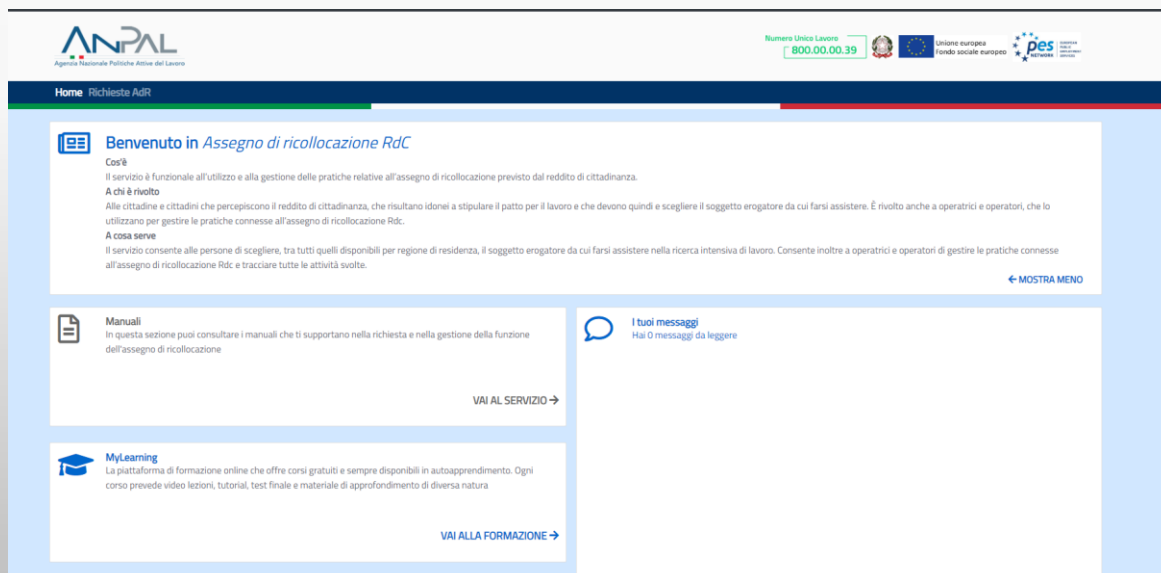 ANPAL
Agenzia Nazionale Politiche Attive del Lavoro
Numero Unico Lavoro
800.00.00.39
Unione europea
Fondo sociale europeo
pes
NETWORK
Home Richieste AdR
Benvenuto in Assegno di ricollocazione RdC
Cos'è
Il servizio è funzionale all'utilizzo e alla gestione delle pratiche relative all'assegno di ricollocazione previsto dal reddito di cittadinanza.
A chi è rivolto
Alle cittadine e cittadini che percepiscono il reddito di cittadinanza, che risultano idonei a stipulare il patto per il lavoro e che devono quindi e scegliere il soggetto erogatore da cui farsi assistere. È rivolto anche a operatrici e operatori, che lo
utilizzano per gestire le pratiche connesse all'assegno di ricollocazione Rdc.
A cosa serve
Il servizio consente alle persone di scegliere, tra tutti quelli disponibili per regione di residenza, il soggetto erogatore da cui farsi assistere nella ricerca intensiva di lavoro. Consente inoltre a operatrici e operatori di gestire le pratiche connesse
all'assegno di ricollocazione Rdc e tracciare tutte le attività svolte.
← MOSTRA MENO
Manuali
In questa sezione puoi consultare i manuali che ti supportano nella richiesta e nella gestione della funzione
dell'assegno di ricollocazione
VAI AL SERVIZIO →
I tuoi messaggi
Hai 0 messaggi da leggere
MyLearning
La piattaforma di formazione online che offre corsi gratuiti e sempre disponibili in autoapprendimento. Ogni
corso prevede video lezioni, tutorial, test finale e materiale di approfondimento di diversa natura
VAI ALLA FORMAZIONE →